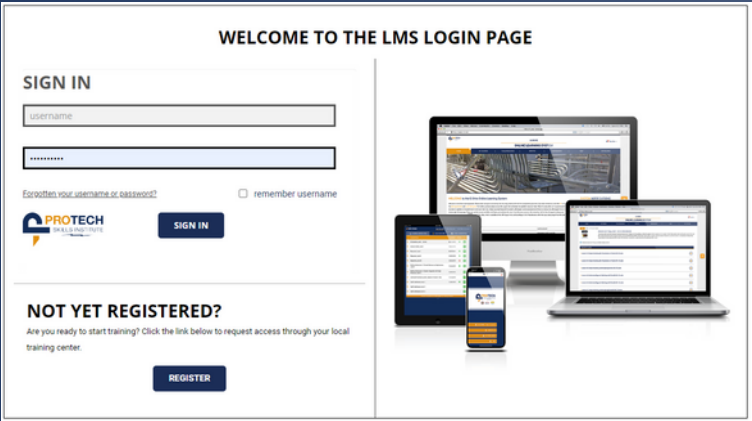 WELCOME TO THE LMS LOGIN PAGE
SIGN IN
username
••••••••••
Forgotten your username or password?
remember username
PROTECH
SKILLS INSTITUTE
SIGN IN
NOT YET REGISTERED?
Are you ready to start training? Click the link below to request access through your local
training center.
REGISTER